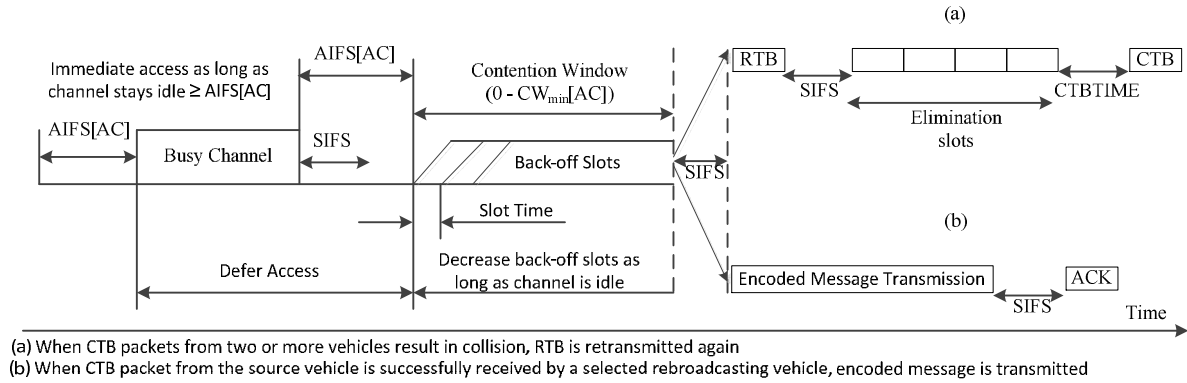 (a)
AIFS[AC]
RTB
CTB
Immediate access as long as
channel stays idle ≥ AIFS[AC]
Contention Window
(0 - CWmin[AC])
SIFS
CTBTIME
Elimination
slots
AIFS[AC]
SIFS
Busy Channel
Back-off Slots
SIFS
Slot Time
(b)
Defer Access
Decrease back-off slots as
long as channel is idle
Encoded Message Transmission
ACK
SIFS
Time
(a) When CTB packets from two or more vehicles result in collision, RTB is retransmitted again
(b) When CTB packet from the source vehicle is successfully received by a selected rebroadcasting vehicle, encoded message is transmitted